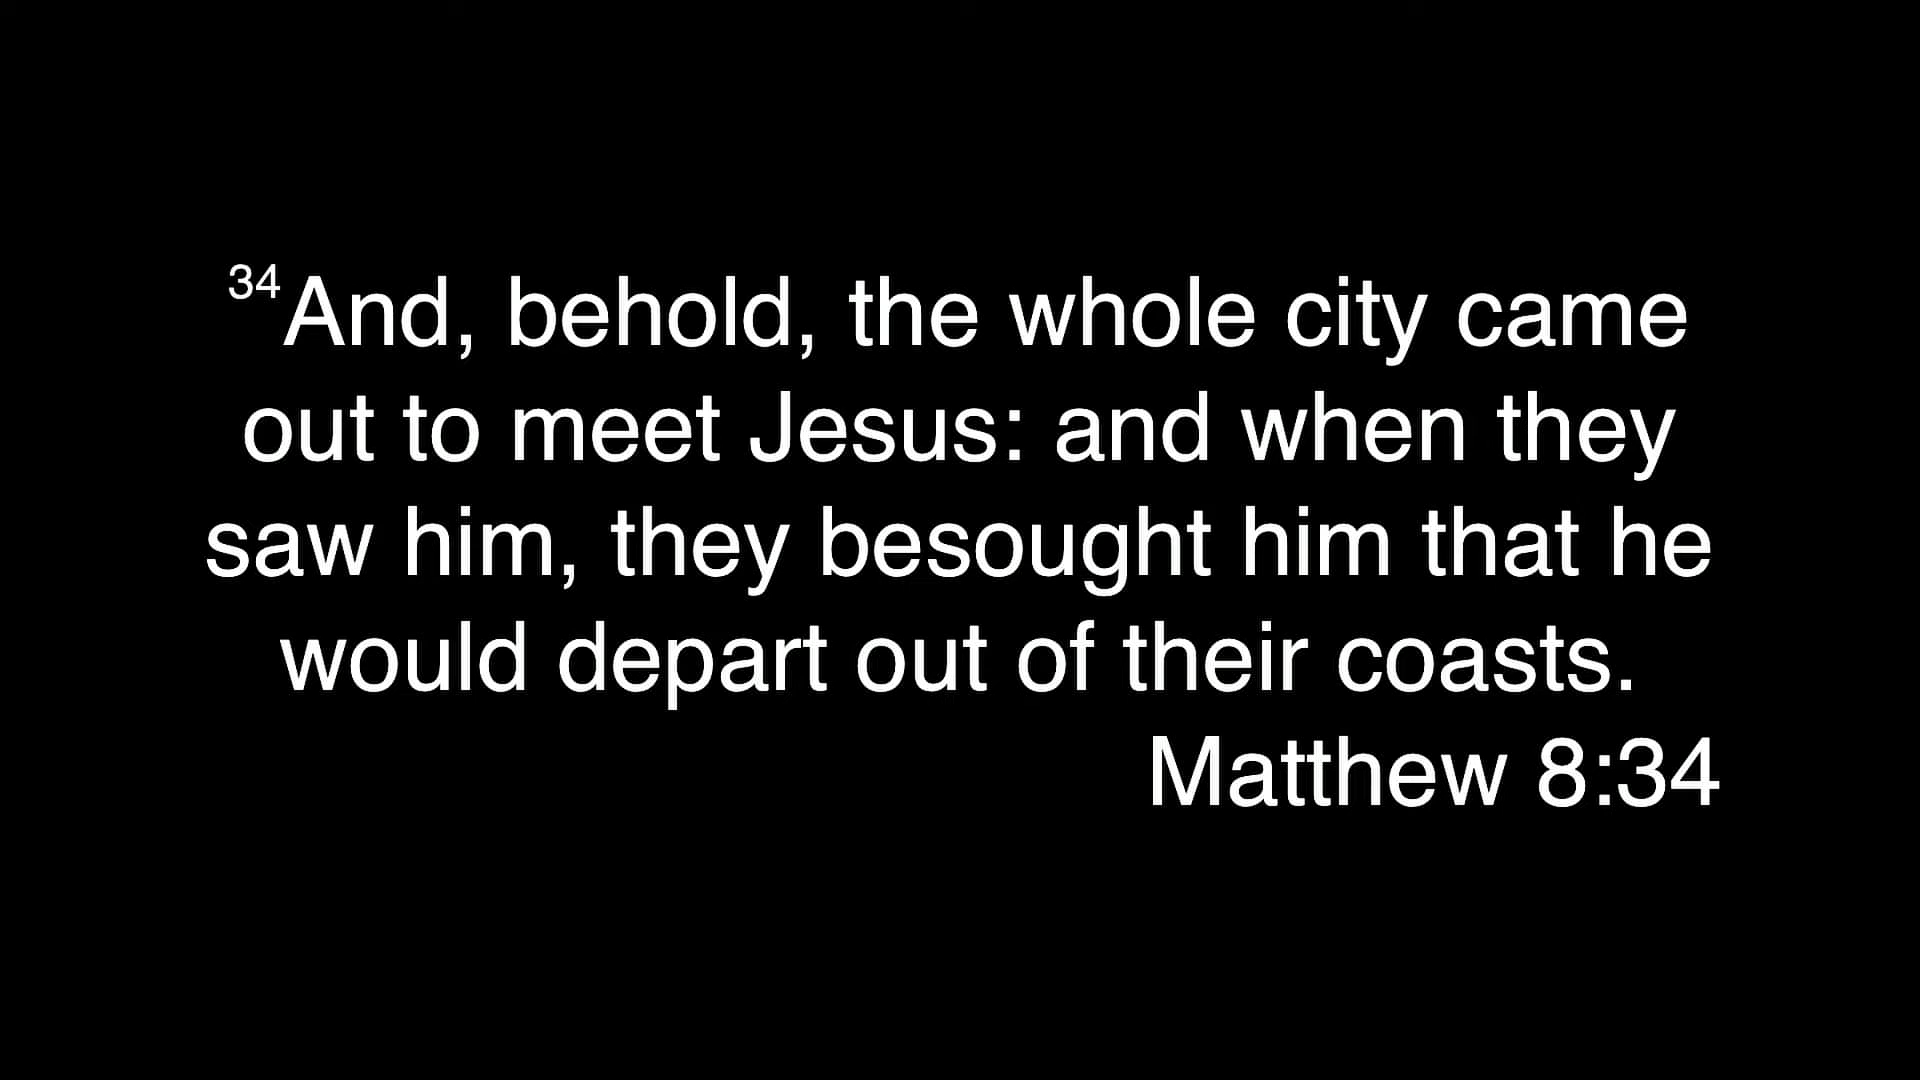 34And, behold, the whole city came
out to meet Jesus: and when they
saw him, they besought him that he
would depart out of their coasts.
Matthew 8:34